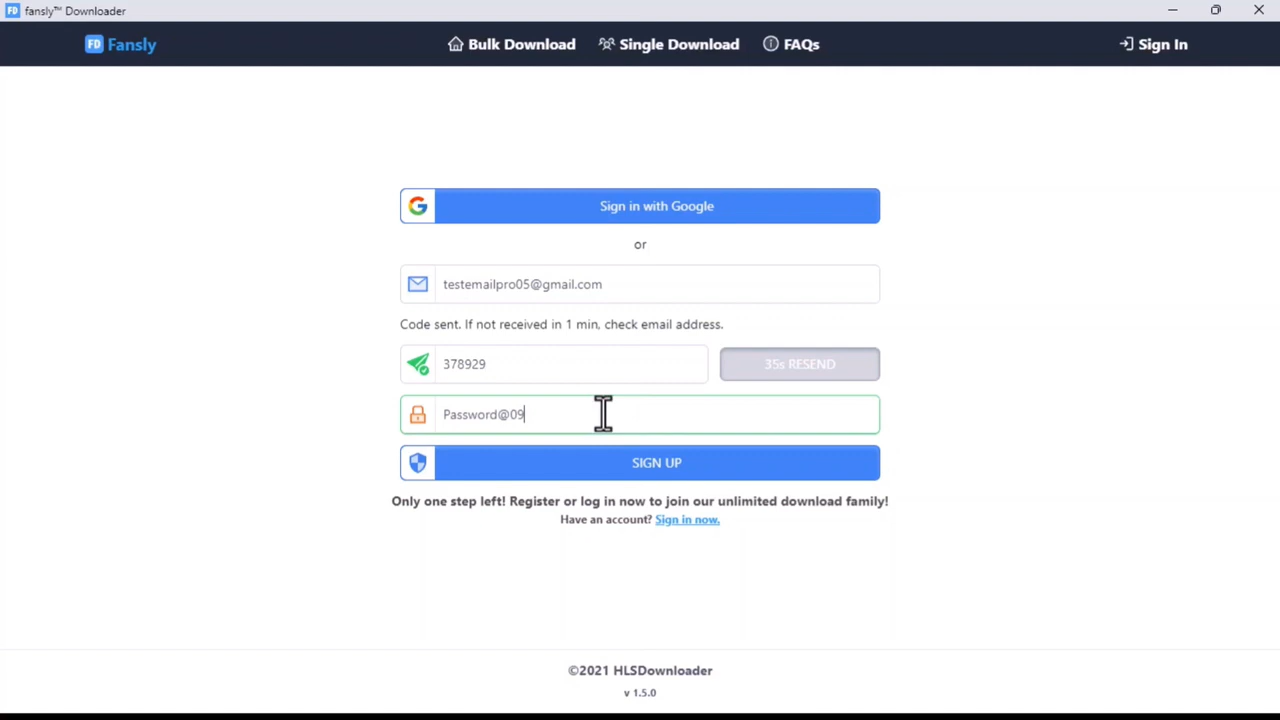 FD fansly™ Downloader
FD Fansly
Bulk Download
Single Download
FAQs
Sign In
Sign in with Google
or
testemailpro05@gmail.com
Code sent. If not received in 1 min, check email address.
378929
35s RESEND
Password@09
SIGN UP
Only one step left! Register or log in now to join our unlimited download family!
Have an account? Sign in now.
©2021 HLSDownloader
v 1.5.0